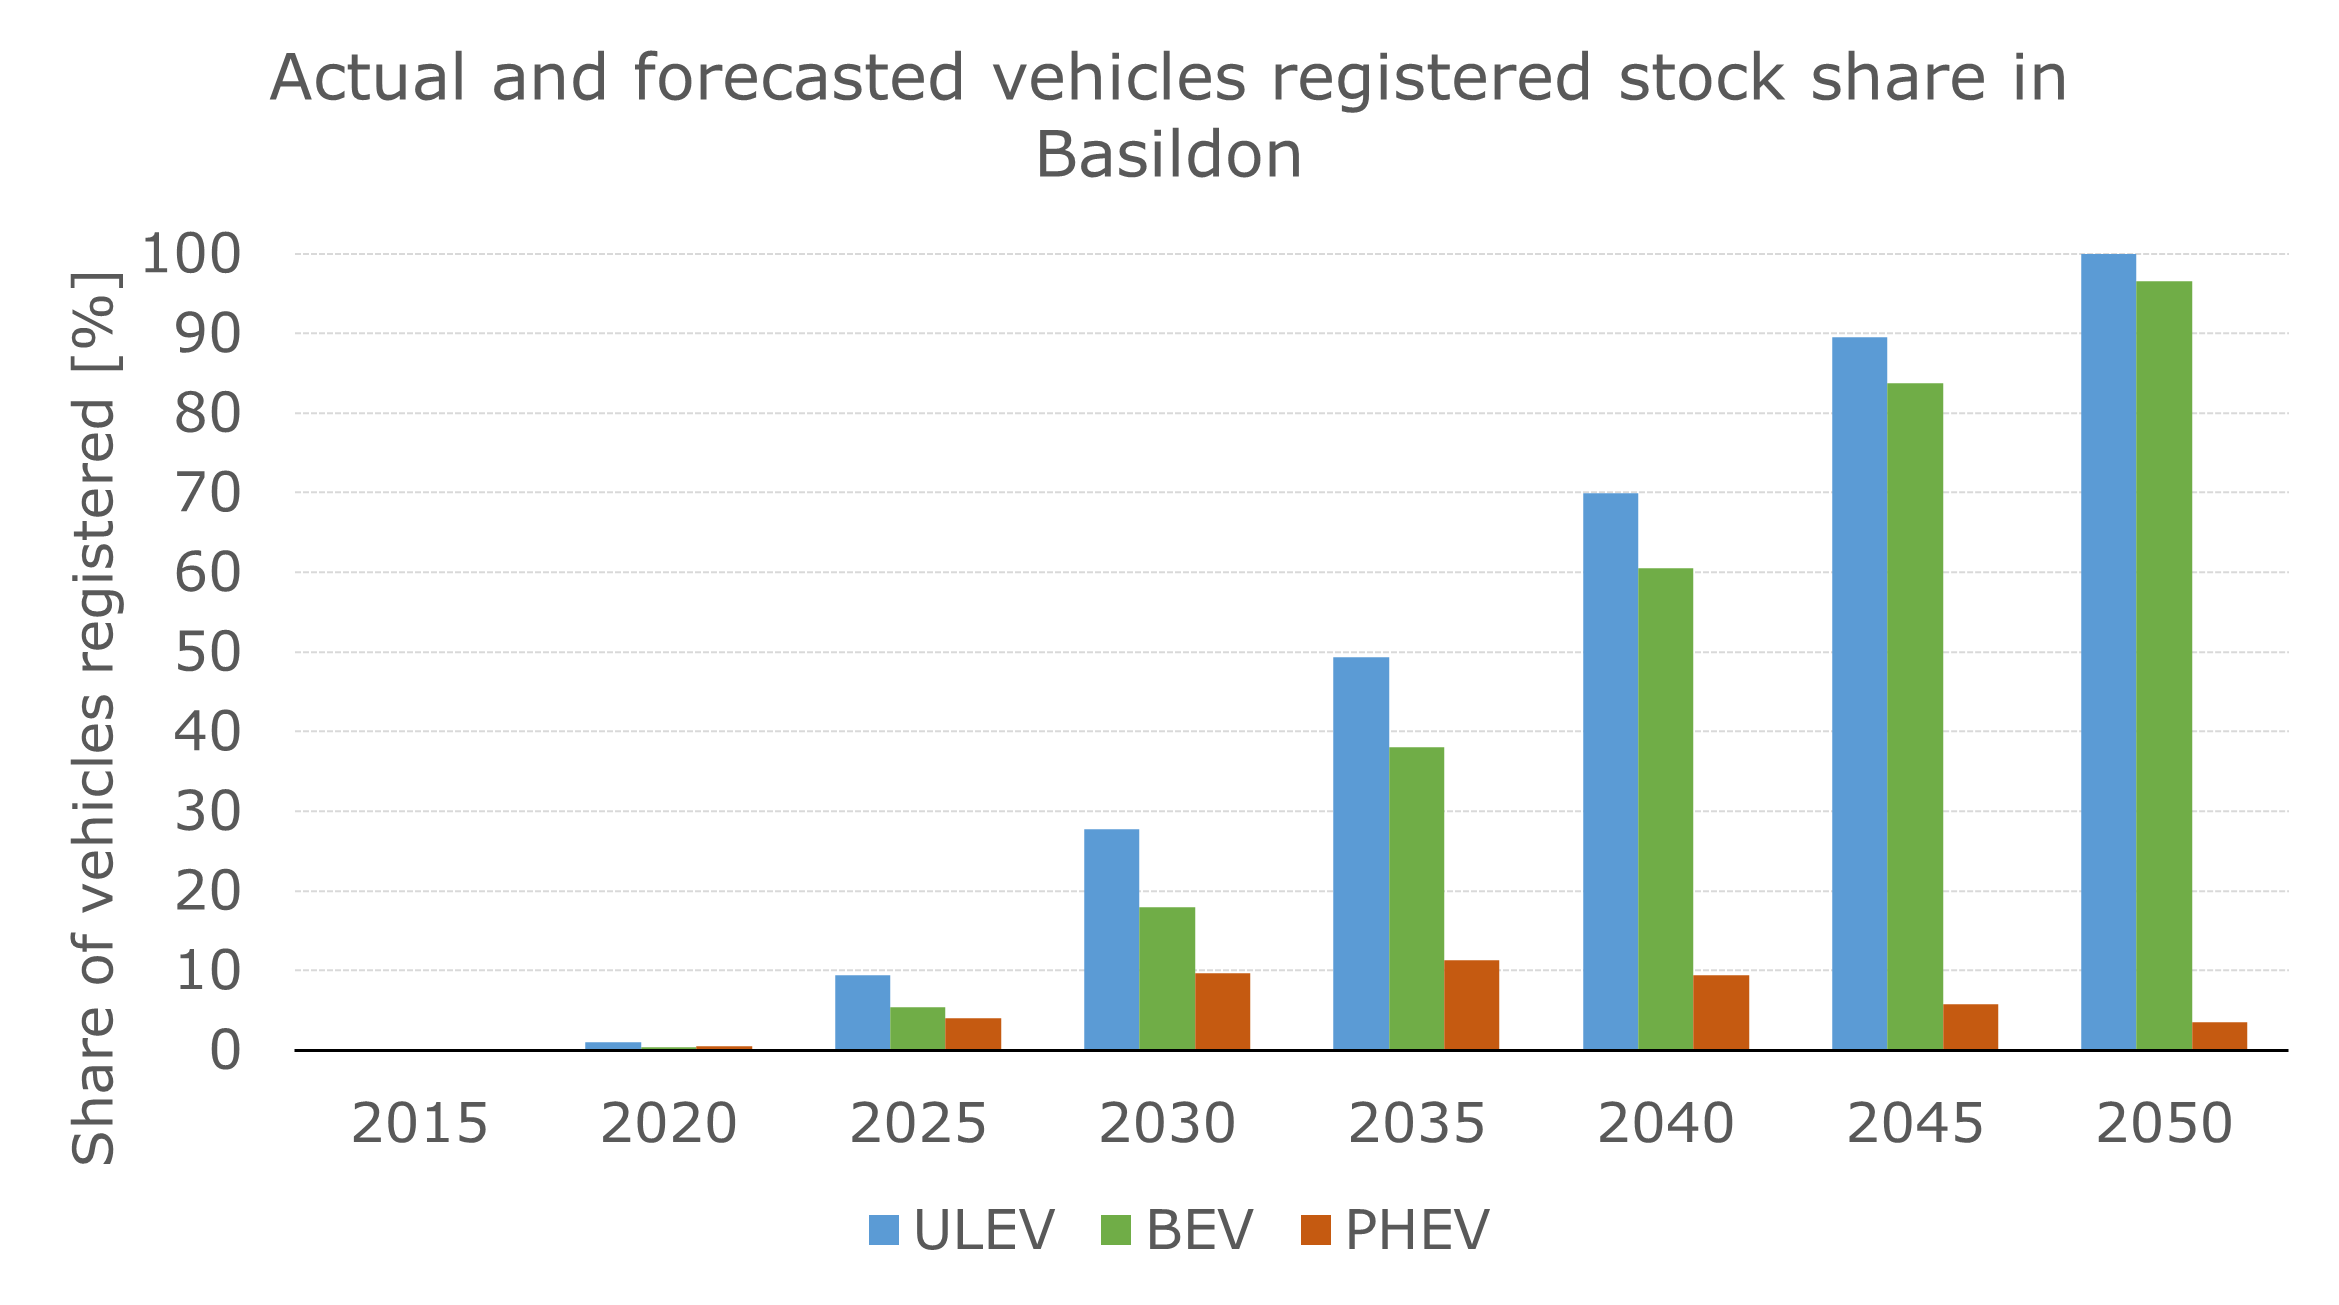 Actual and forecasted vehicles registered stock share in
Basildon
Share of vehicles registered [%]
100
90
80
70
60
50
40
30
20
10
0
2015 2020 2025 2030 2035 2040 2045 2050
ULEV BEV PHEV